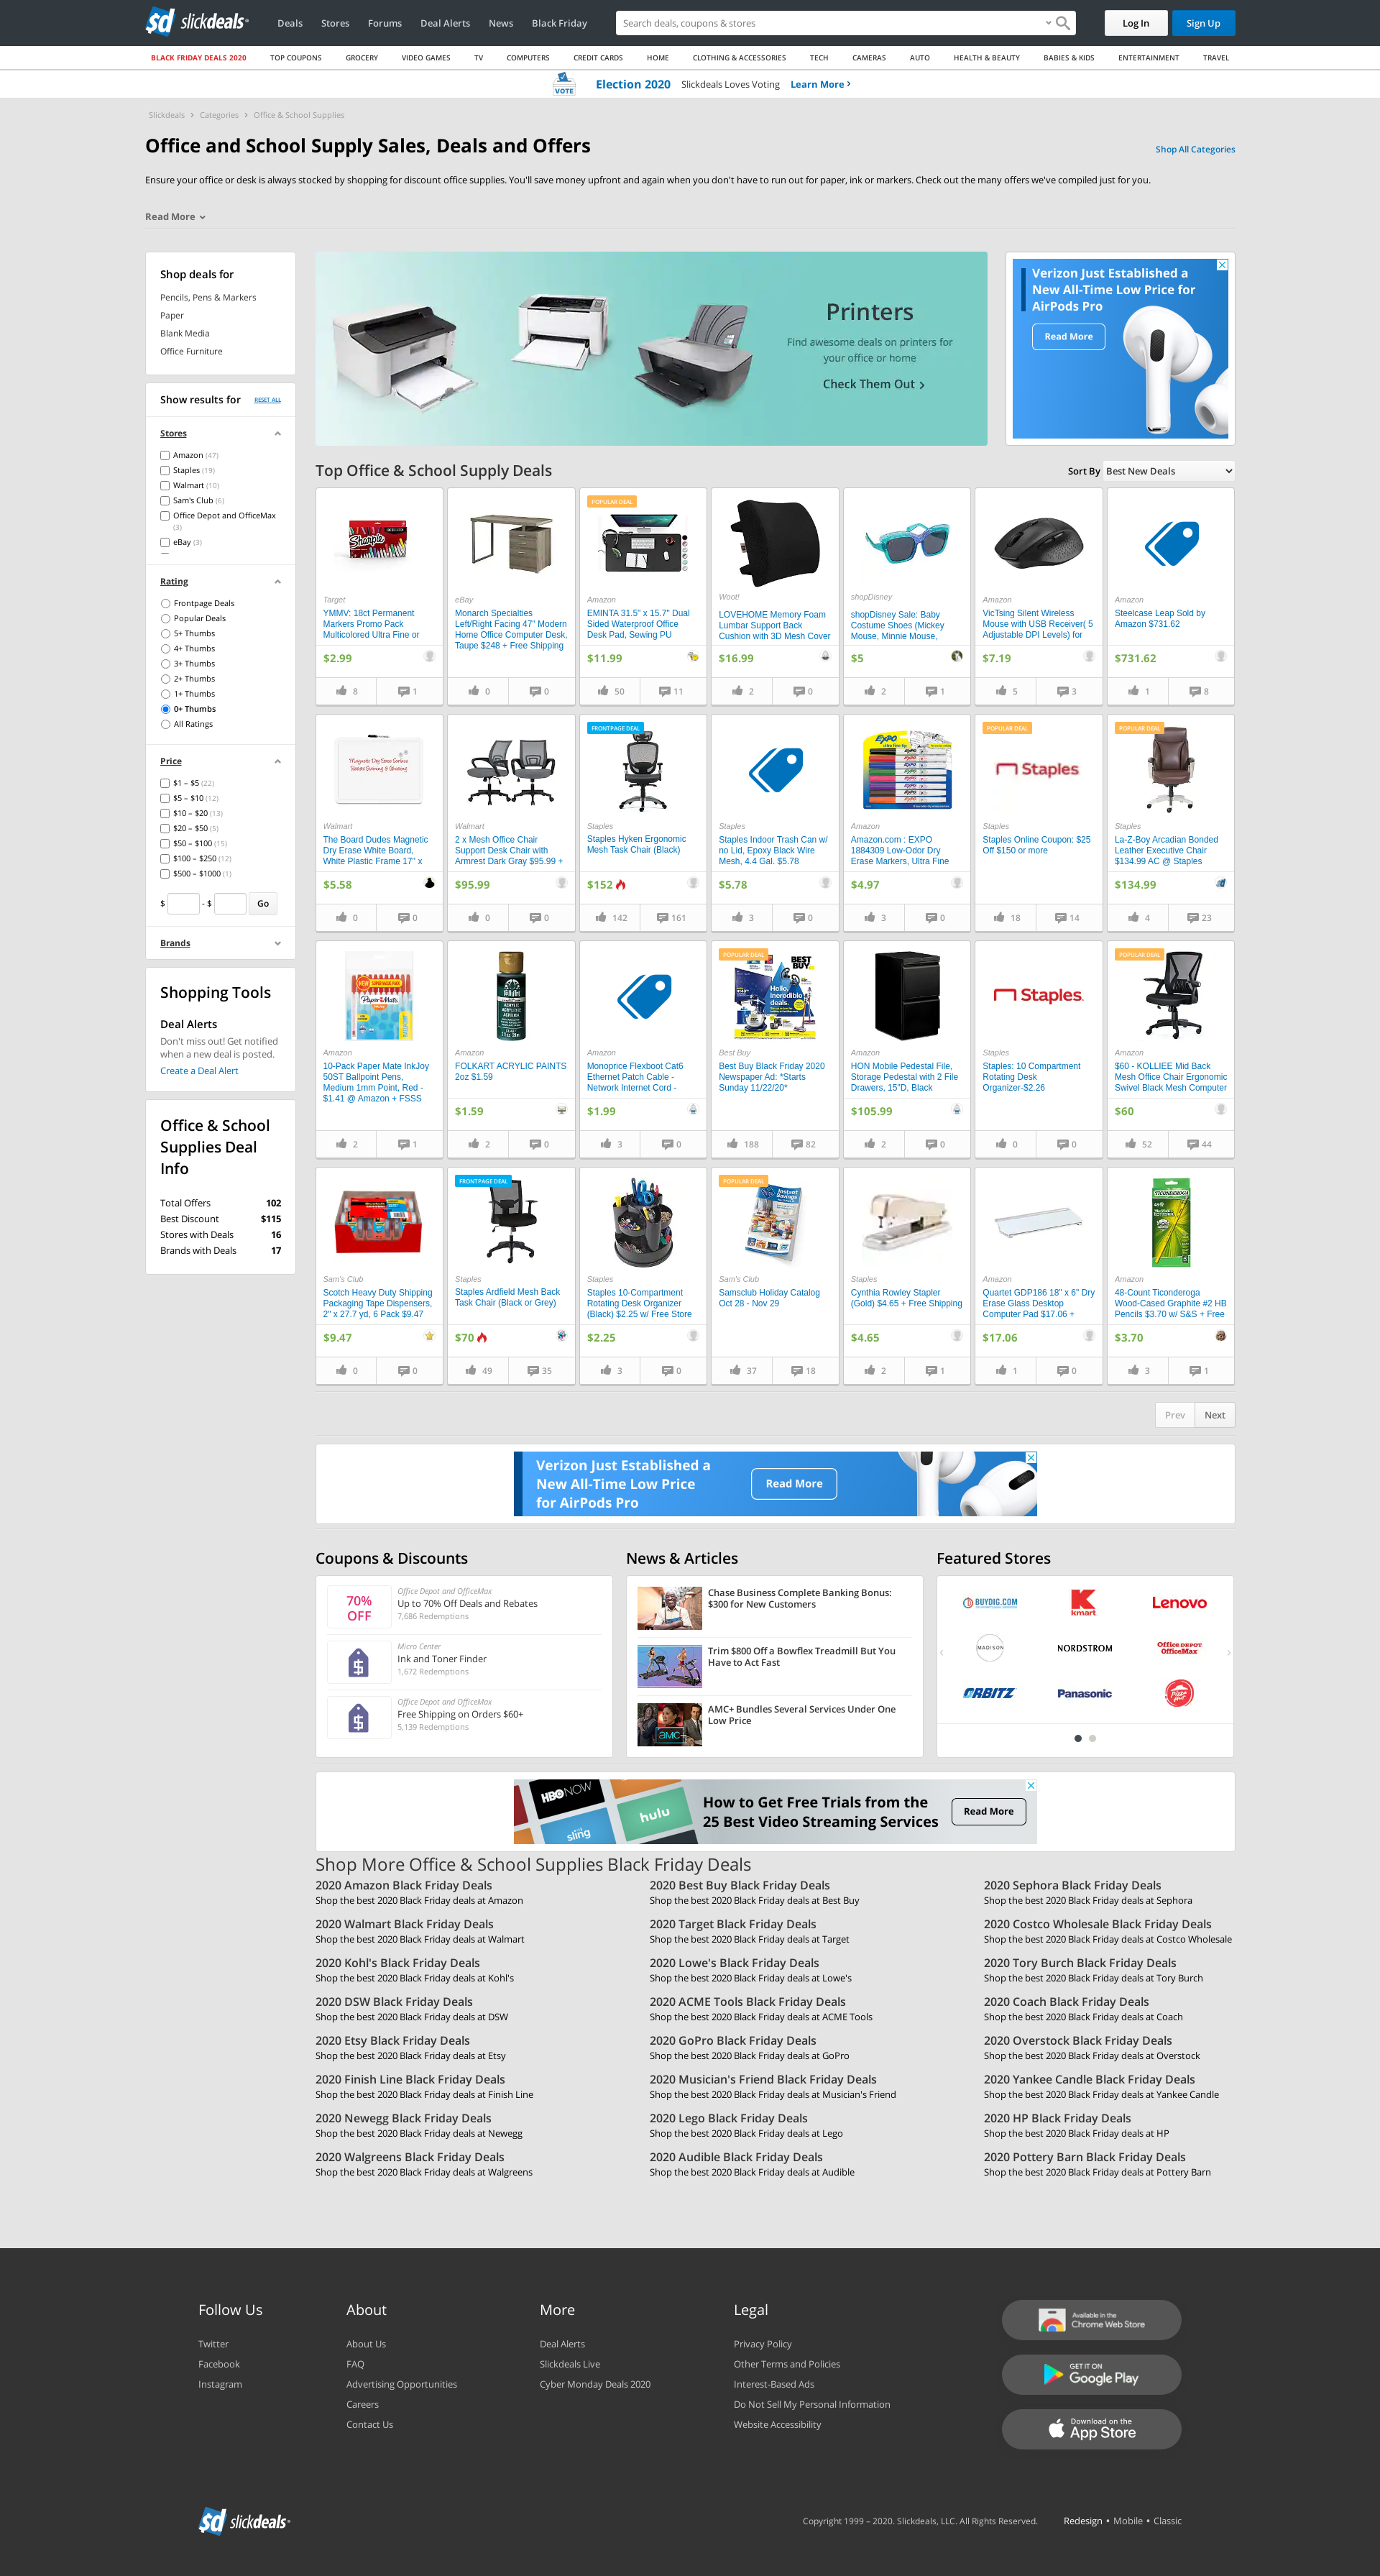 sd slickdeals
Deals Stores Forums Deal Alerts News Black Friday
Search deals, coupons & stores
Log In Sign Up
BLACK FRIDAY DEALS 2020 TOP COUPONS GROCERY VIDEO GAMES TV COMPUTERS CREDIT CARDS HOME CLOTHING & ACCESSORIES TECH CAMERAS AUTO HEALTH & BEAUTY BABIES & KIDS ENTERTAINMENT TRAVEL
VOTE Election 2020 Slickdeals Loves Voting Learn More
Slickdeals › Categories › Office & School Supplies
Office and School Supply Sales, Deals and Offers
Shop All Categories
Ensure your office or desk is always stocked by shopping for discount office supplies. You'll save money upfront and again when you don't have to run out for paper, ink or markers. Check out the many offers we've compiled just for you.
Read More
Shop deals for
Pencils, Pens & Markers
Paper
Blank Media
Office Furniture
Show results for RESET ALL
Stores
Amazon (47)
Staples (19)
Walmart (10)
Sam's Club (6)
Office Depot and OfficeMax
(3)
eBay (3)
Rating
Frontpage Deals
Popular Deals
5+ Thumbs
4+ Thumbs
3+ Thumbs
2+ Thumbs
1+ Thumbs
0+ Thumbs
All Ratings
Price
$1 – $5 (22)
$5 – $10 (12)
$10 – $20 (13)
$20 – $50 (5)
$50 – $100 (15)
$100 – $250 (12)
$500 – $1000 (1)
$ - $ Go
Brands
Shopping Tools
Deal Alerts
Don't miss out! Get notified
when a new deal is posted.
Create a Deal Alert
Office & School
Supplies Deal
Info
Total Offers 102
Best Discount $115
Stores with Deals 16
Brands with Deals 17
Printers
Find awesome deals on printers for
your office or home
Check Them Out
Verizon Just Established a
New All-Time Low Price for
AirPods Pro
Read More
Top Office & School Supply Deals
Sort By Best New Deals
Sharpie
Target
YMMV: 18ct Permanent
Markers Promo Pack
Multicolored Ultra Fine or
$2.99
8 1
eBay
Monarch Specialties
Left/Right Facing 47" Modern
Home Office Computer Desk,
Taupe $248 + Free Shipping
0 0
POPULAR DEAL
Amazon
EMINTA 31.5" x 15.7" Dual
Sided Waterproof Office
Desk Pad, Sewing PU
$11.99
50 11
Woot!
LOVEHOME Memory Foam
Lumbar Support Back
Cushion with 3D Mesh Cover
$16.99
2 0
shopDisney
shopDisney Sale: Baby
Costume Shoes (Mickey
Mouse, Minnie Mouse,
$5
2 1
Amazon
VicTsing Silent Wireless
Mouse with USB Receiver( 5
Adjustable DPI Levels) for
$7.19
5 3
Amazon
Steelcase Leap Sold by
Amazon $731.62
$731.62
1 8
Magnetic Dry Erase Surface
Resists Staining & Ghosting
Walmart
The Board Dudes Magnetic
Dry Erase White Board,
White Plastic Frame 17" x
$5.58
0 0
Walmart
2 x Mesh Office Chair
Support Desk Chair with
Armrest Dark Gray $95.99 +
$95.99
0 0
FRONTPAGE DEAL
Staples
Staples Hyken Ergonomic
Mesh Task Chair (Black)
$152
142 161
Staples
Staples Indoor Trash Can w/
no Lid, Epoxy Black Wire
Mesh, 4.4 Gal. $5.78
$5.78
3 0
EXPO
Amazon
Amazon.com : EXPO
1884309 Low-Odor Dry
Erase Markers, Ultra Fine
$4.97
3 0
POPULAR DEAL
Staples
Staples
Staples Online Coupon: $25
Off $150 or more
18 14
POPULAR DEAL
Staples
La-Z-Boy Arcadian Bonded
Leather Executive Chair
$134.99 AC @ Staples
$134.99
4 23
SUPER VALUE PACK
Paper Mate
Amazon
10-Pack Paper Mate InkJoy
50ST Ballpoint Pens,
Medium 1mm Point, Red -
$1.41 @ Amazon + FSSS
2 1
FolkArt
ACRYLIC
Amazon
FOLKART ACRYLIC PAINTS
2oz $1.59
$1.59
2 0
Amazon
Monoprice Flexboot Cat6
Ethernet Patch Cable -
Network Internet Cord -
$1.99
3 0
POPULAR DEAL
BEST BUY
Hello,
incredible
deals.
Best Buy
Best Buy Black Friday 2020
Newspaper Ad: *Starts
Sunday 11/22/20*
188 82
Amazon
HON Mobile Pedestal File,
Storage Pedestal with 2 File
Drawers, 15"D, Black
$105.99
2 0
Staples
Staples
Staples: 10 Compartment
Rotating Desk
Organizer-$2.26
0 0
POPULAR DEAL
Amazon
$60 - KOLLIEE Mid Back
Mesh Office Chair Ergonomic
Swivel Black Mesh Computer
$60
52 44
Sam's Club
Scotch Heavy Duty Shipping
Packaging Tape Dispensers,
2" x 27.7 yd, 6 Pack $9.47
$9.47
0 0
FRONTPAGE DEAL
Staples
Staples Ardfield Mesh Back
Task Chair (Black or Grey)
$70
49 35
Staples
Staples 10-Compartment
Rotating Desk Organizer
(Black) $2.25 w/ Free Store
$2.25
3 0
POPULAR DEAL
Instant
Savings
Sam's Club
Samsclub Holiday Catalog
Oct 28 - Nov 29
37 18
Staples
Cynthia Rowley Stapler
(Gold) $4.65 + Free Shipping
$4.65
2 1
Amazon
Quartet GDP186 18" x 6" Dry
Erase Glass Desktop
Computer Pad $17.06 +
$17.06
1 0
TICONDEROGA
Amazon
48-Count Ticonderoga
Wood-Cased Graphite #2 HB
Pencils $3.70 w/ S&S + Free
$3.70
3 1
Prev Next
Verizon Just Established a
New All-Time Low Price
for AirPods Pro
Read More
Coupons & Discounts
70%
OFF
Office Depot and OfficeMax
Up to 70% Off Deals and Rebates
7,686 Redemptions
Micro Center
Ink and Toner Finder
1,672 Redemptions
Office Depot and OfficeMax
Free Shipping on Orders $60+
5,139 Redemptions
News & Articles
Chase Business Complete Banking Bonus:
$300 for New Customers
Trim $800 Off a Bowflex Treadmill But You
Have to Act Fast
amc+
AMC+ Bundles Several Services Under One
Low Price
Featured Stores
BUYDIG.COM Kmart Lenovo
MADISON NORDSTROM Office DEPOT OfficeMax
ORBITZ Panasonic Pizza Hut
HBO NOW
hulu
sling
How to Get Free Trials from the
25 Best Video Streaming Services
Read More
Shop More Office & School Supplies Black Friday Deals
2020 Amazon Black Friday Deals
Shop the best 2020 Black Friday deals at Amazon
2020 Best Buy Black Friday Deals
Shop the best 2020 Black Friday deals at Best Buy
2020 Sephora Black Friday Deals
Shop the best 2020 Black Friday deals at Sephora
2020 Walmart Black Friday Deals
Shop the best 2020 Black Friday deals at Walmart
2020 Target Black Friday Deals
Shop the best 2020 Black Friday deals at Target
2020 Costco Wholesale Black Friday Deals
Shop the best 2020 Black Friday deals at Costco Wholesale
2020 Kohl's Black Friday Deals
Shop the best 2020 Black Friday deals at Kohl's
2020 Lowe's Black Friday Deals
Shop the best 2020 Black Friday deals at Lowe's
2020 Tory Burch Black Friday Deals
Shop the best 2020 Black Friday deals at Tory Burch
2020 DSW Black Friday Deals
Shop the best 2020 Black Friday deals at DSW
2020 ACME Tools Black Friday Deals
Shop the best 2020 Black Friday deals at ACME Tools
2020 Coach Black Friday Deals
Shop the best 2020 Black Friday deals at Coach
2020 Etsy Black Friday Deals
Shop the best 2020 Black Friday deals at Etsy
2020 GoPro Black Friday Deals
Shop the best 2020 Black Friday deals at GoPro
2020 Overstock Black Friday Deals
Shop the best 2020 Black Friday deals at Overstock
2020 Finish Line Black Friday Deals
Shop the best 2020 Black Friday deals at Finish Line
2020 Musician's Friend Black Friday Deals
Shop the best 2020 Black Friday deals at Musician's Friend
2020 Yankee Candle Black Friday Deals
Shop the best 2020 Black Friday deals at Yankee Candle
2020 Newegg Black Friday Deals
Shop the best 2020 Black Friday deals at Newegg
2020 Lego Black Friday Deals
Shop the best 2020 Black Friday deals at Lego
2020 HP Black Friday Deals
Shop the best 2020 Black Friday deals at HP
2020 Walgreens Black Friday Deals
Shop the best 2020 Black Friday deals at Walgreens
2020 Audible Black Friday Deals
Shop the best 2020 Black Friday deals at Audible
2020 Pottery Barn Black Friday Deals
Shop the best 2020 Black Friday deals at Pottery Barn
Follow Us
Twitter
Facebook
Instagram
About
About Us
FAQ
Advertising Opportunities
Careers
Contact Us
More
Deal Alerts
Slickdeals Live
Cyber Monday Deals 2020
Legal
Privacy Policy
Other Terms and Policies
Interest-Based Ads
Do Not Sell My Personal Information
Website Accessibility
Available in the
Chrome Web Store
GET IT ON
Google Play
Download on the
App Store
sd slickdeals
Copyright 1999 – 2020. Slickdeals, LLC. All Rights Reserved.
Redesign • Mobile • Classic